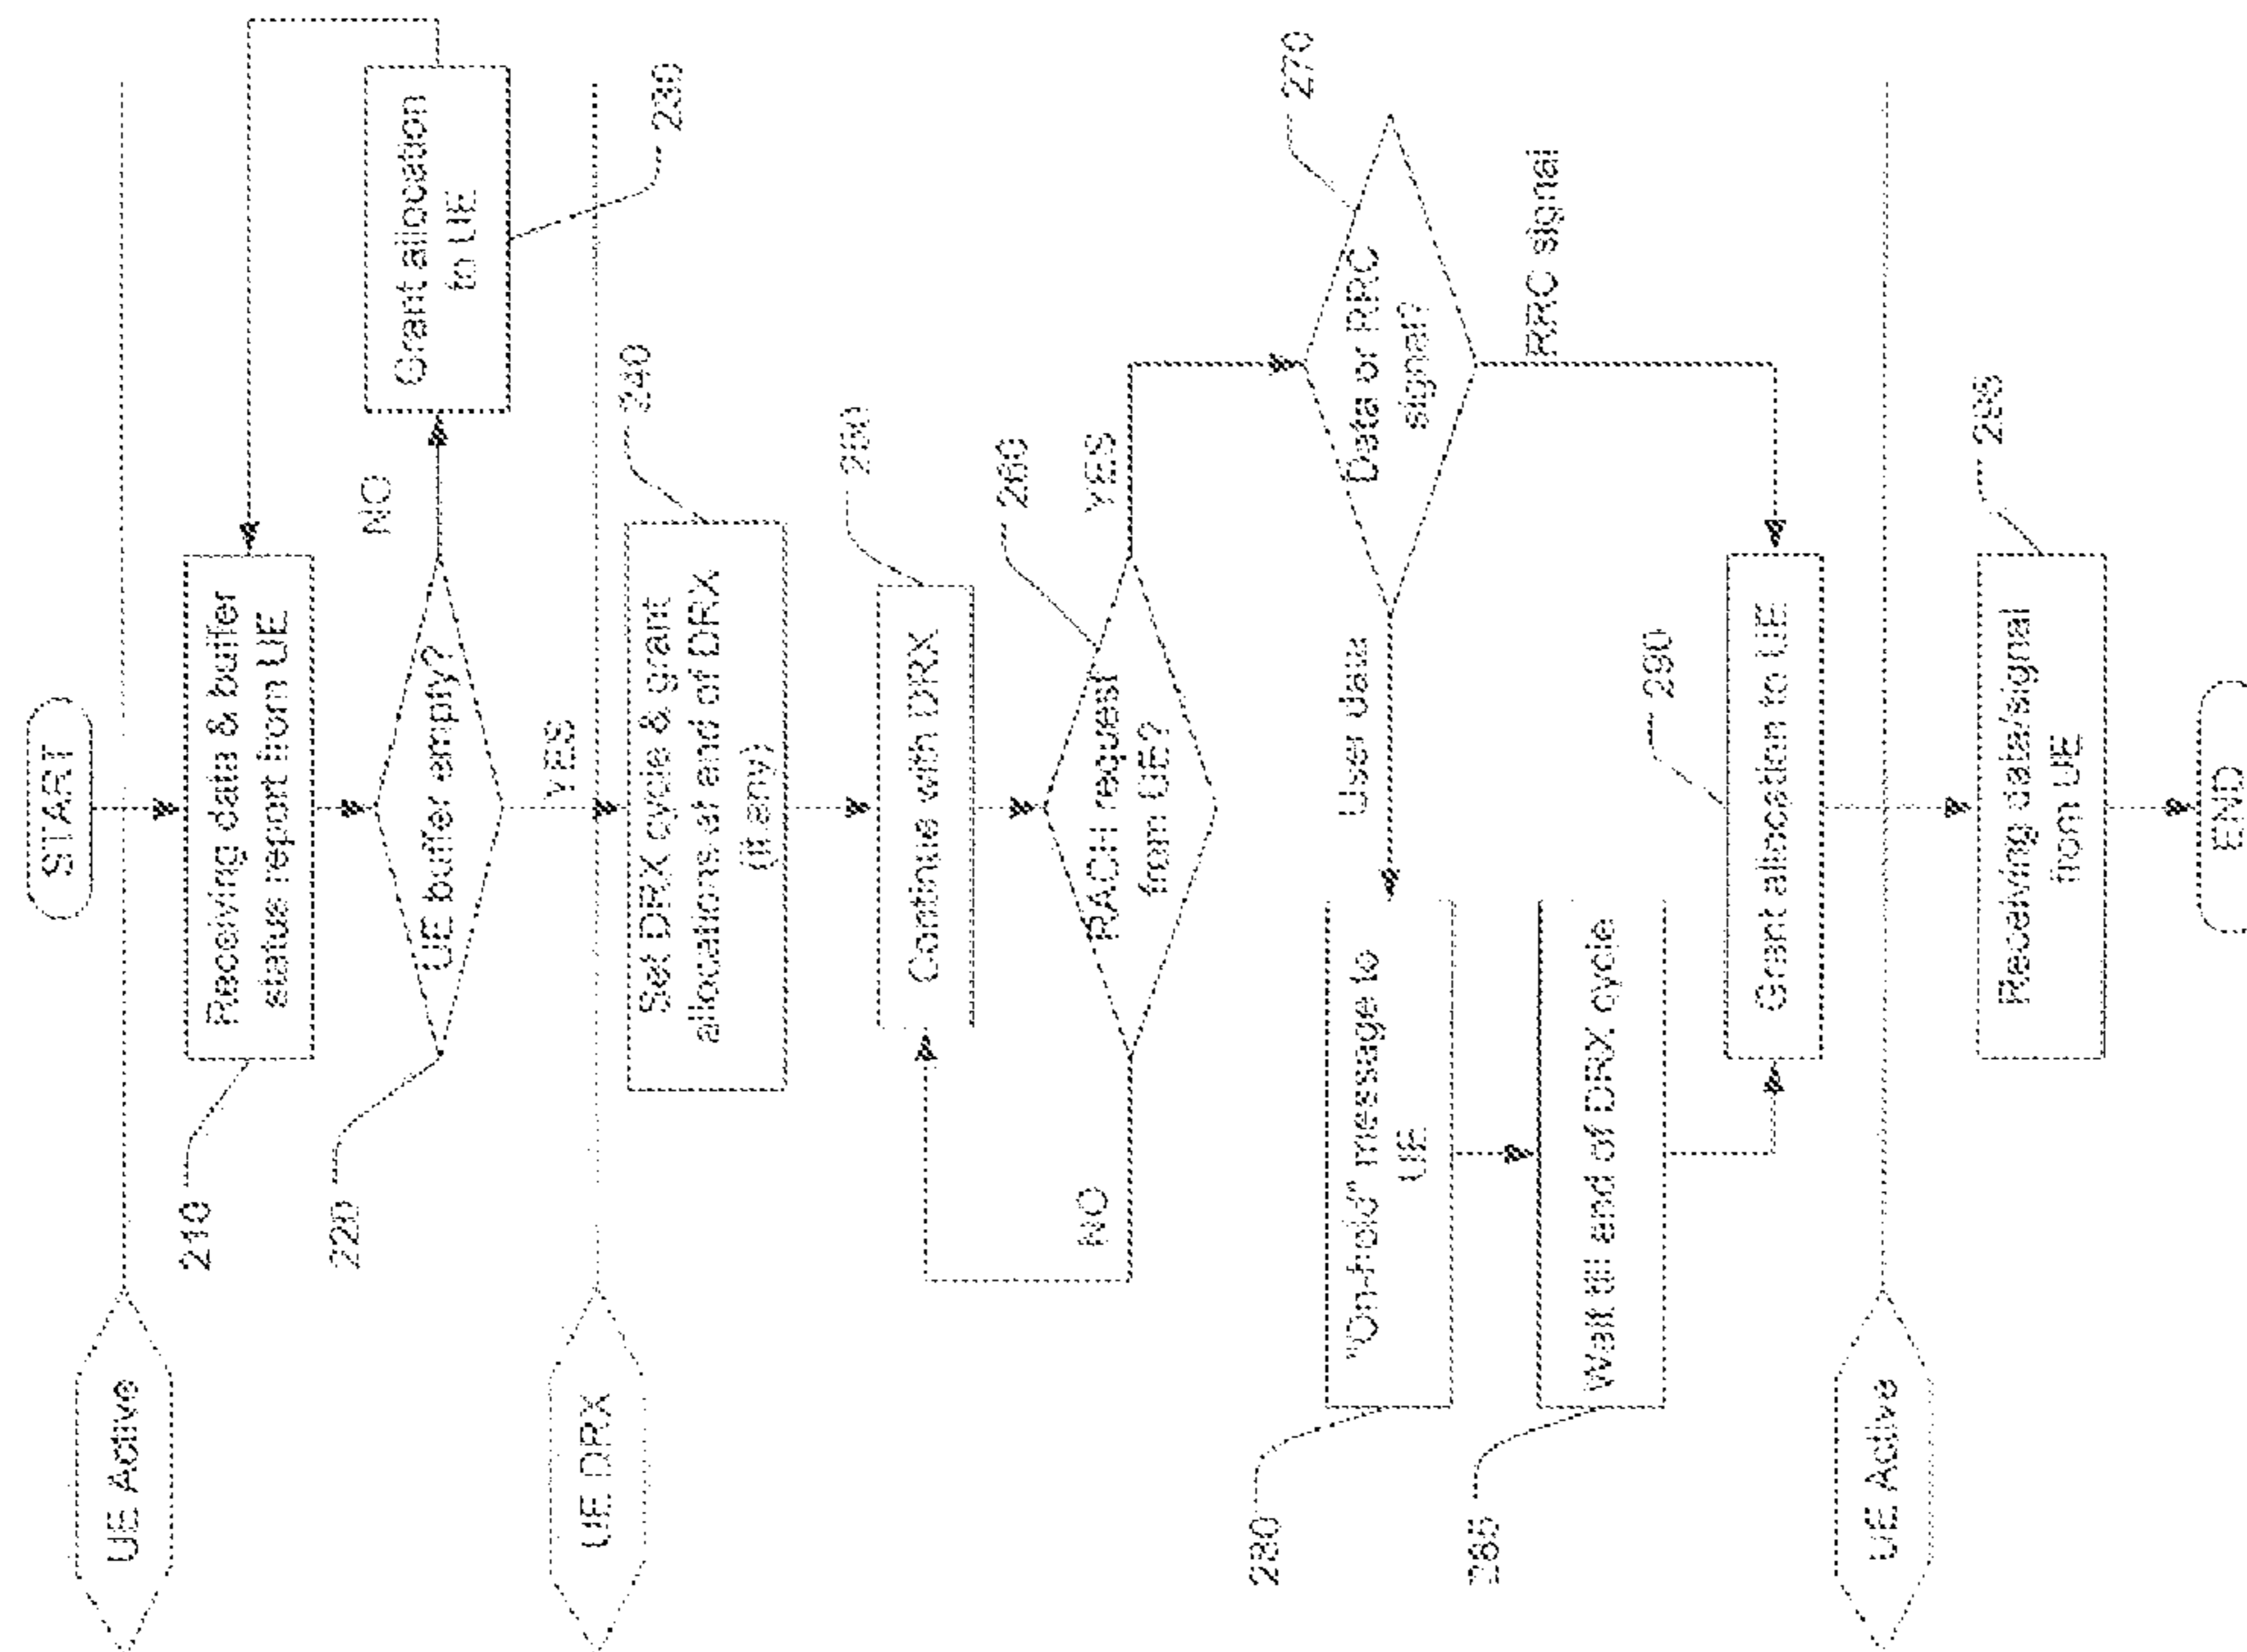 START
UE Active
Receiving data & buffer
status report from UE
210
UE buffer empty?
220
NO
Grant allocation
to UE
230
YES
UE DRX
Set DRX cycle & grant
allocations at end of DRX
(if any)
240
Continue with DRX
250
RACH request
from UE?
260
NO
YES
Data or RRC
signal?
270
User data
RRC signal
"On-hold" message to
UE
280
Wait till end of DRX cycle
285
Grant allocation to UE
290
UE Active
Receiving data/signal
from UE
END